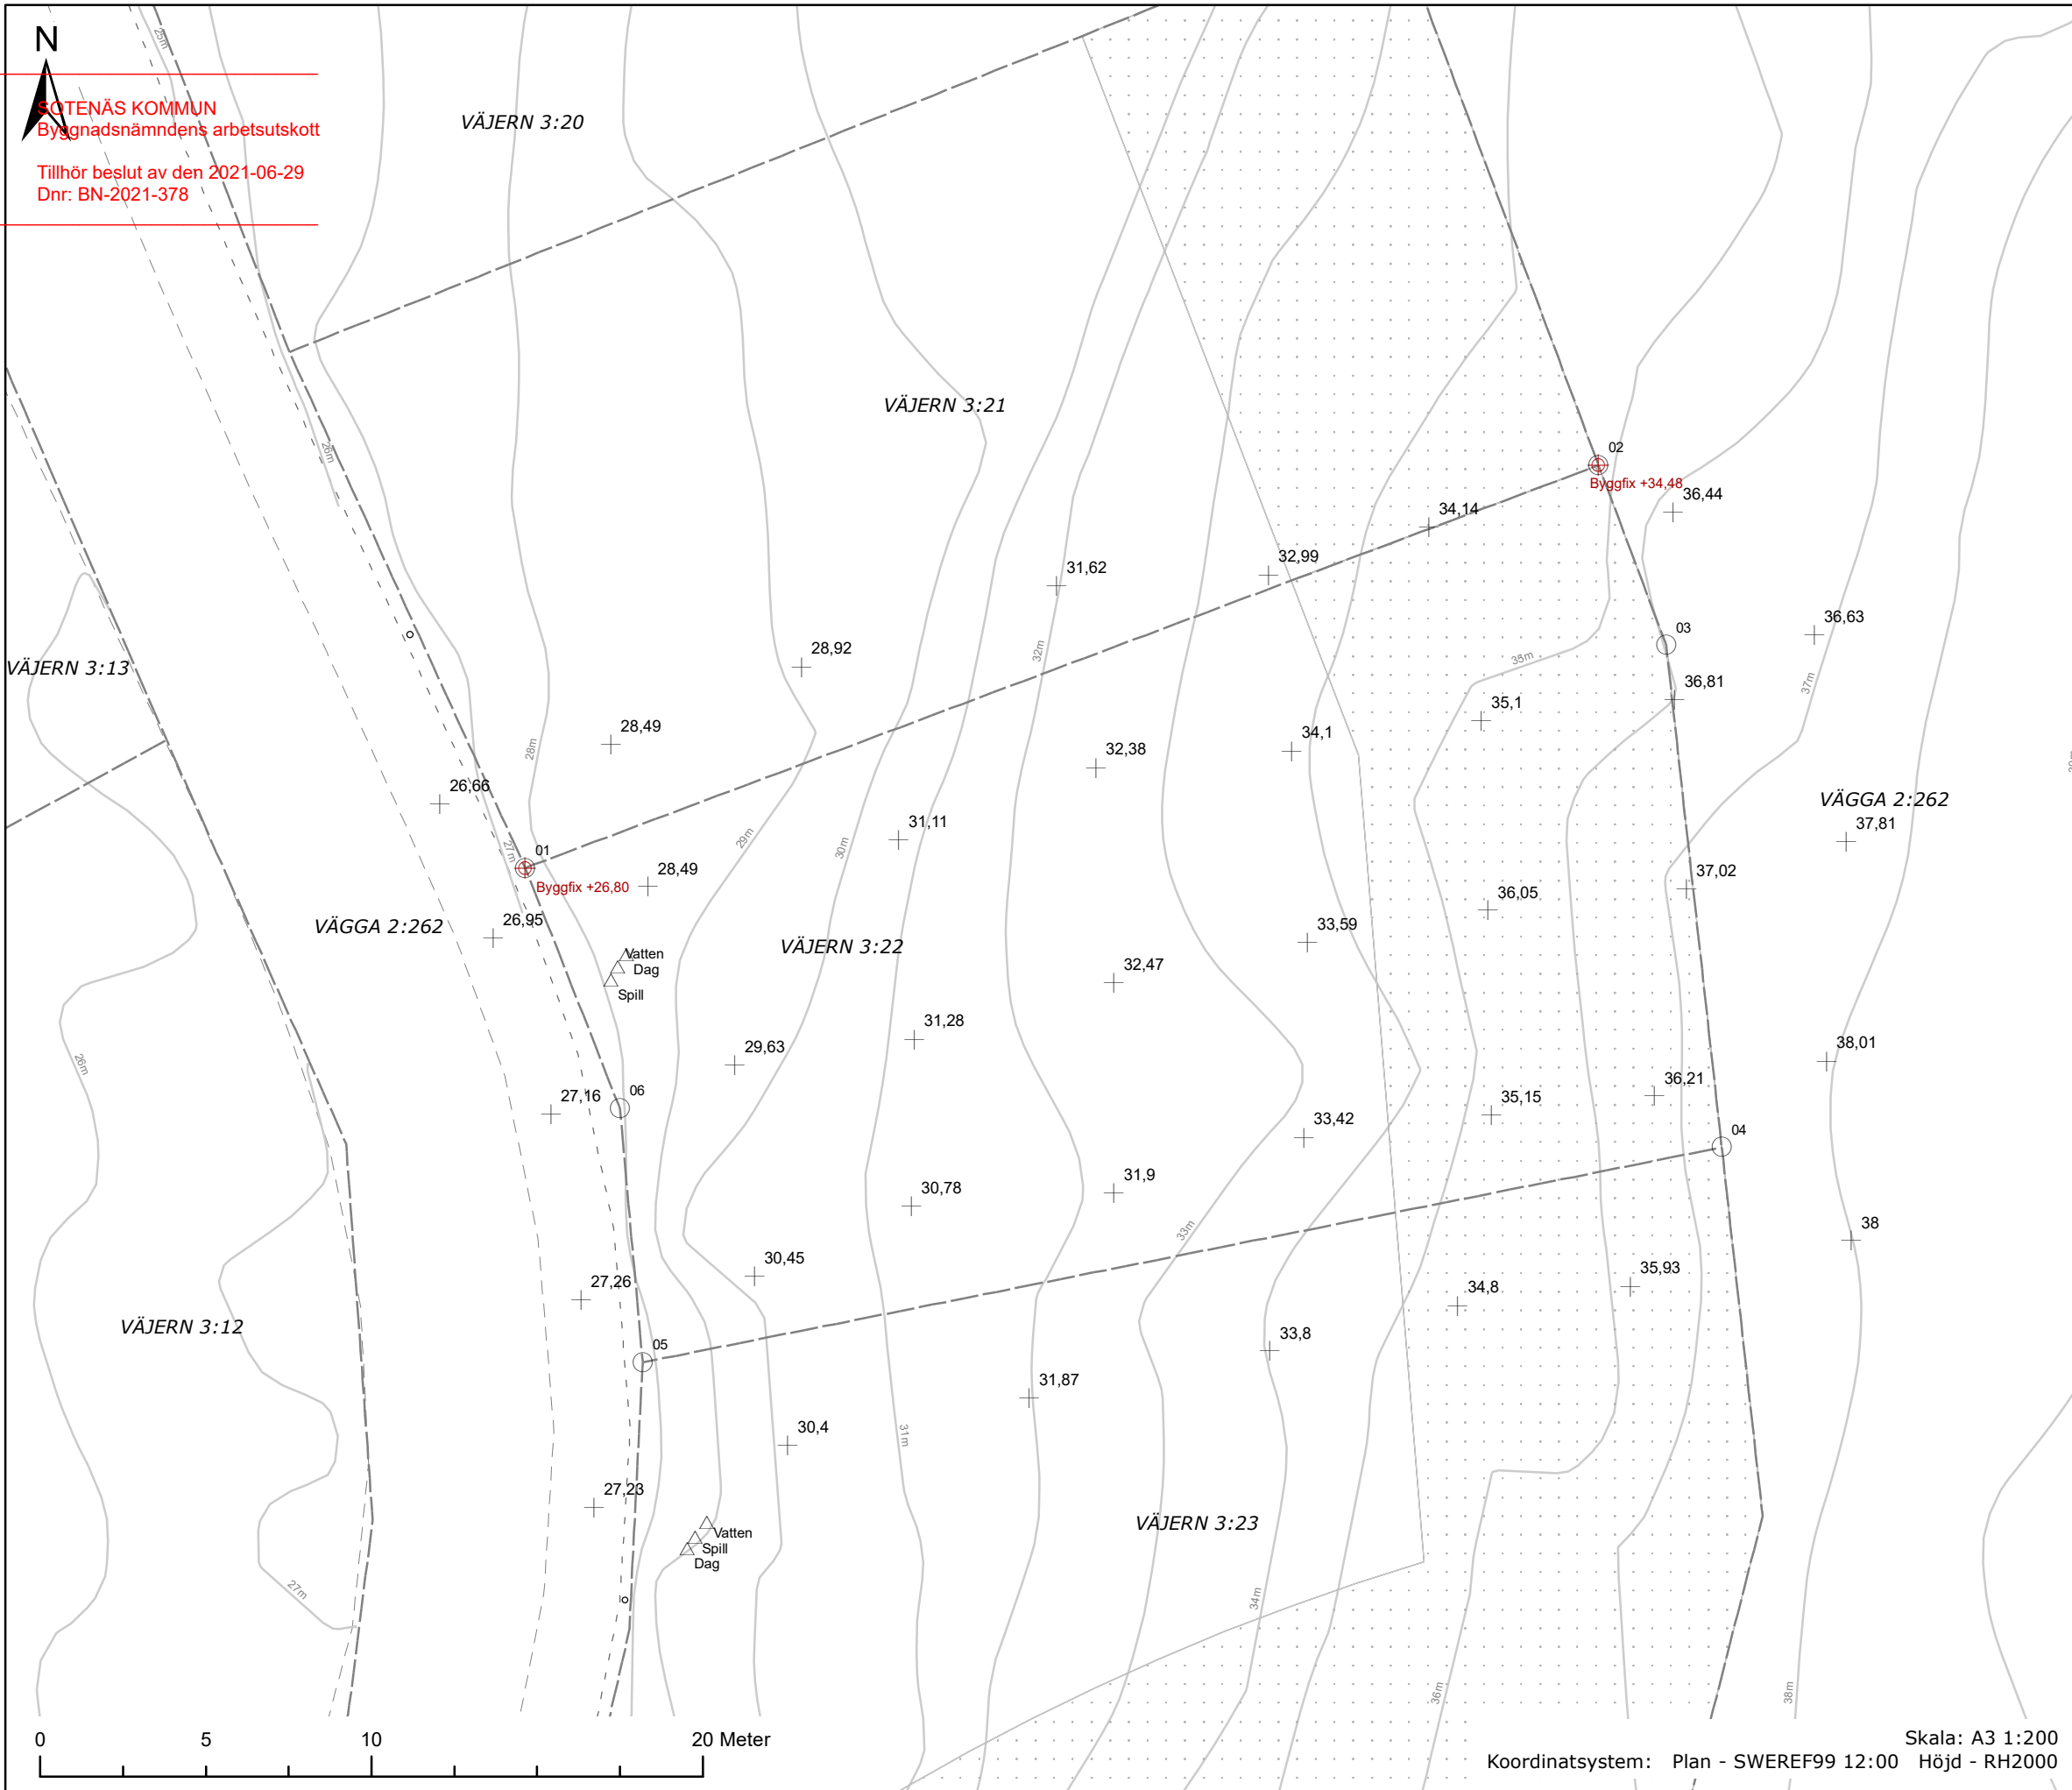 N
SOTENÄS KOMMUN
Byggnadsnämndens arbetsutskott
Tillhör beslut av den 2021-06-29
Dnr: BN-2021-378
25m
VÄJERN 3:20
VÄJERN 3:21
26m
02
Byggfix +34,48
36,44
34,14
32,99
31,62
32m
03
36,63
35m
28,92
VÄJERN 3:13
36,81
37m
35,1
28,49
28m
34,1
32,38
26,66
VÄGGA 2:262
37,81
31,11
29m
30m
27m
01
Byggfix +26,80
28,49
37,02
36,05
26,95
VÄGGA 2:262
VÄJERN 3:22
33,59
Vatten
Dag
Spill
32,47
31,28
29,63
38,01
26m
06
27,16
36,21
35,15
33,42
04
31,9
30,78
33m
38
30,45
27,26
35,93
34,8
VÄJERN 3:12
05
33,8
31,87
30,4
31m
27,23
VÄJERN 3:23
Vatten
Spill
Dag
27m
34m
36m
38m
0 5 10 20 Meter
Skala: A3 1:200
Koordinatsystem: Plan - SWEREF99 12:00 Höjd - RH2000